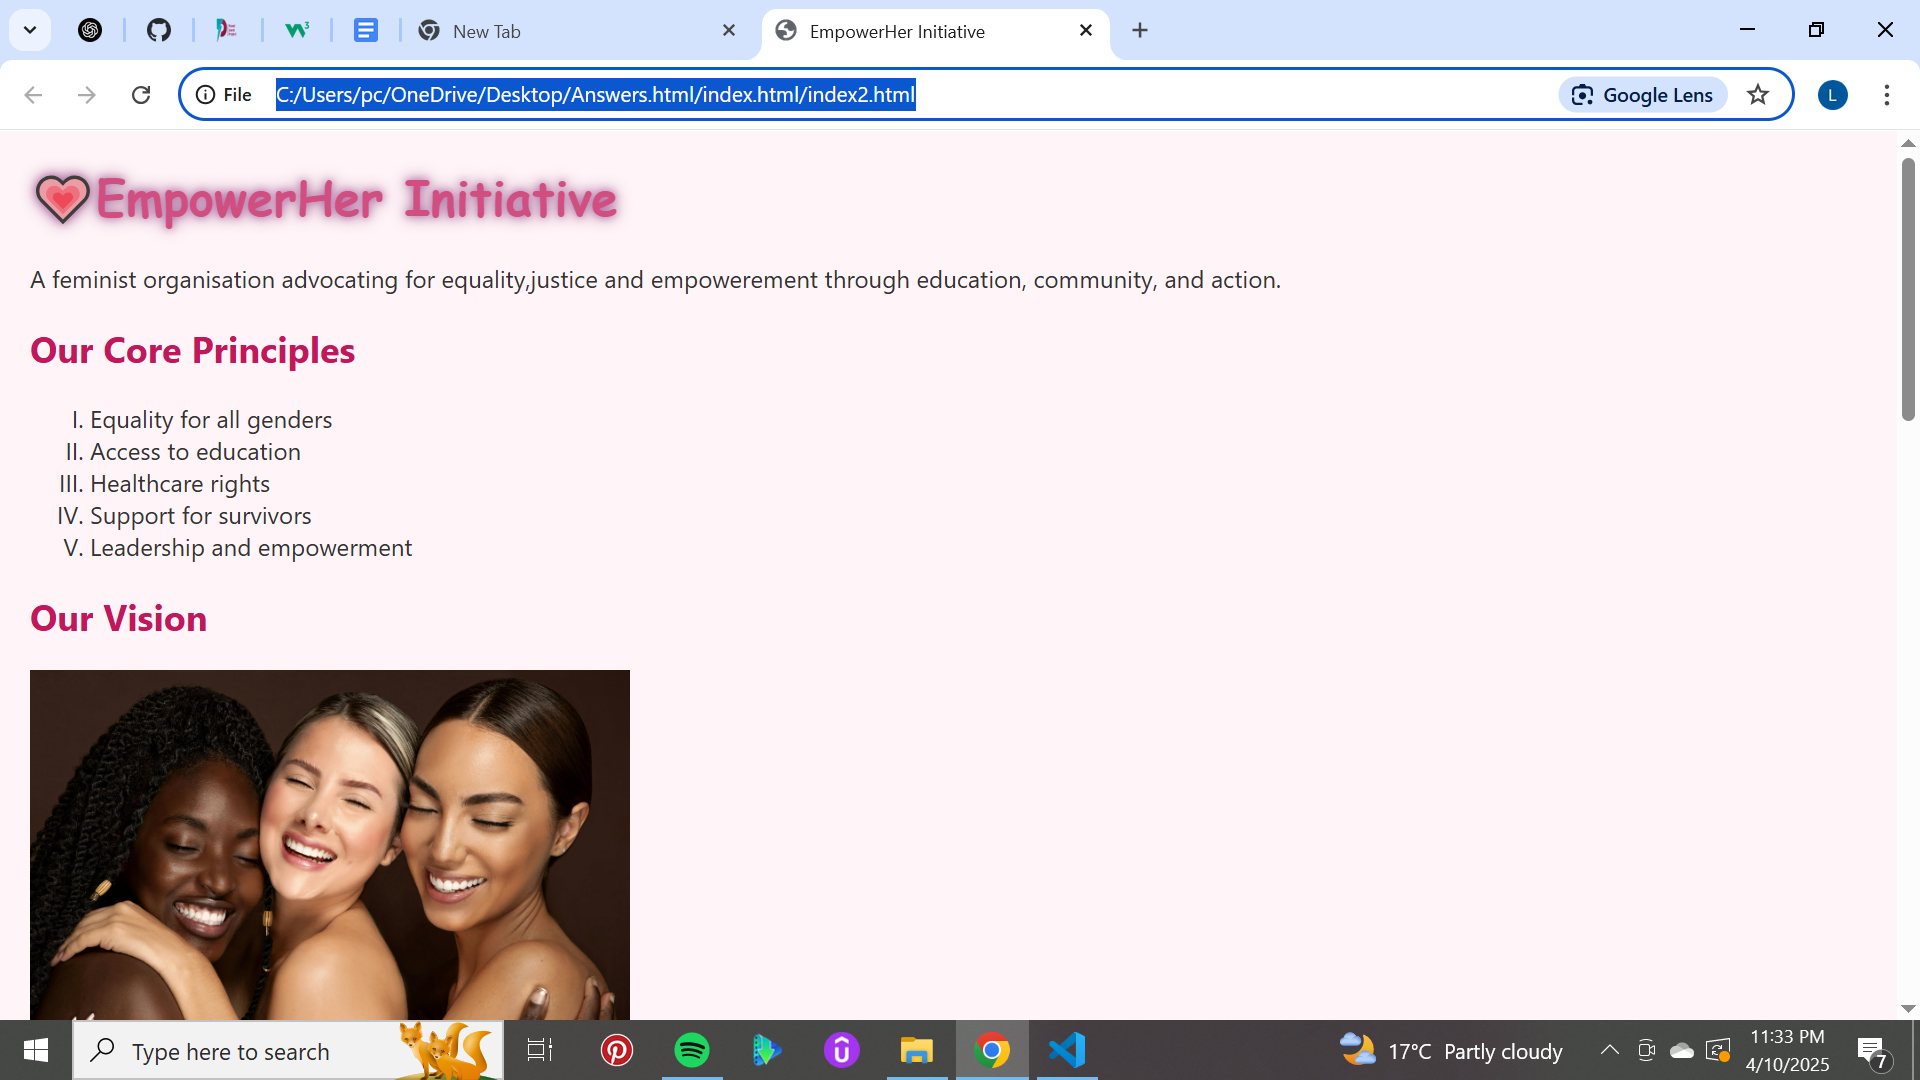 New Tab
EmpowerHer Initiative
File
C:/Users/pc/OneDrive/Desktop/Answers.html/index.html/index2.html
Google Lens
L
EmpowerHer Initiative
A feminist organisation advocating for equality,justice and empowerement through education, community, and action.
Our Core Principles
I. Equality for all genders
II. Access to education
III. Healthcare rights
IV. Support for survivors
V. Leadership and empowerment
Our Vision
Type here to search
17°C Partly cloudy
11:33 PM
4/10/2025
7